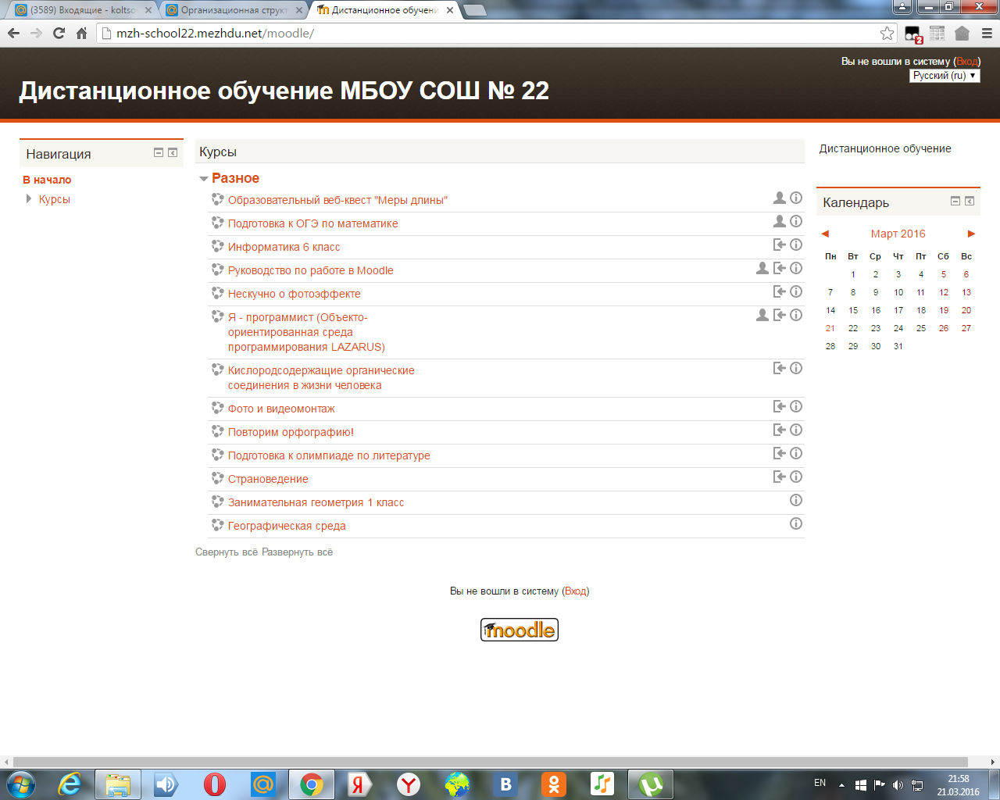 (3589) Входящие - koltso
Организационная структ
Дистанционное обучени
mzh-school22.mezhdu.net/moodle/
2
Вы не вошли в систему (Вход)
Русский (ru)
Дистанционное обучение МБОУ СОШ № 22
Навигация
В начало
Курсы
Курсы
Разное
Образовательный веб-квест "Меры длины"
Подготовка к ОГЭ по математике
Информатика 6 класс
Руководство по работе в Moodle
Нескучно о фотоэффекте
Я - программист (Объекто-
ориентированная среда
программирования LAZARUS)
Кислородсодержащие органические
соединения в жизни человека
Фото и видеомонтаж
Повторим орфографию!
Подготовка к олимпиаде по литературе
Страноведение
Занимательная геометрия 1 класс
Географическая среда
Свернуть всё Развернуть всё
Дистанционное обучение
Календарь
Март 2016
Пн Вт Ср Чт Пт Сб Вс
1 2 3 4 5 6
7 8 9 10 11 12 13
14 15 16 17 18 19 20
21 22 23 24 25 26 27
28 29 30 31
Вы не вошли в систему (Вход)
moodle
EN
21:58
21.03.2016